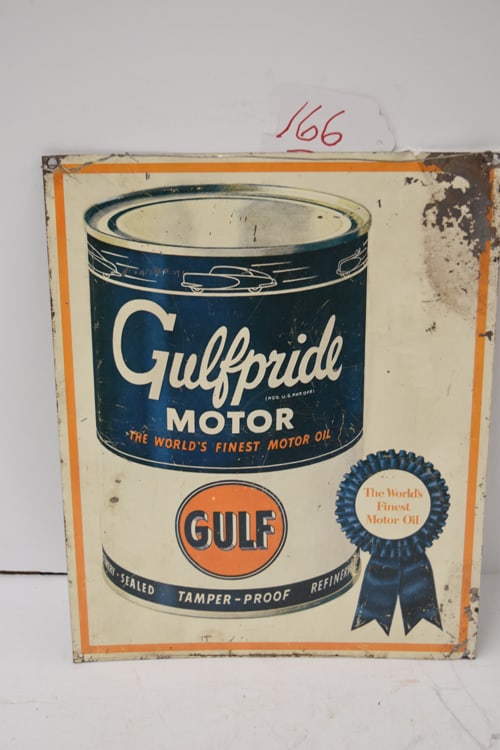 166
Gulfpride
(REG. U.S. PAT. OFF.)
MOTOR
THE WORLD'S FINEST MOTOR OIL
GULF
-SEALED TAMPER-PROOF
The World's
Finest
Motor Oil